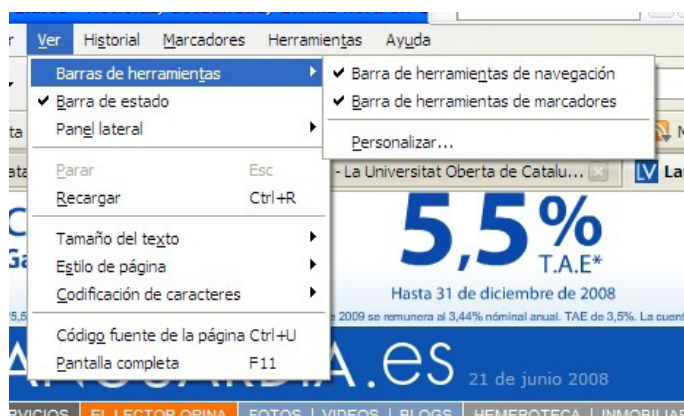 Ver Historial Marcadores Herramientas Ayuda
Barras de herramientas
✔ Barra de herramientas de navegación
✔ Barra de estado
✔ Barra de herramientas de marcadores
Panel lateral
Personalizar...
Parar Esc
- La Universitat Oberta de Catalu...
LV La
Recargar Ctrl+R
5,5%
T.A.E*
Tamaño del texto
Estilo de página
Codificación de caracteres
Hasta 31 de diciembre de 2008
2009 se remunera al 3,44% nóminal anual. TAE de 3,5%. La cuent
Código fuente de la página Ctrl+U
Pantalla completa F11
.es
21 de junio 2008
EL LECTOR OPINA FOTOS | VIDEOS | BLOGS HEMEROTECA | INMOBILIAR